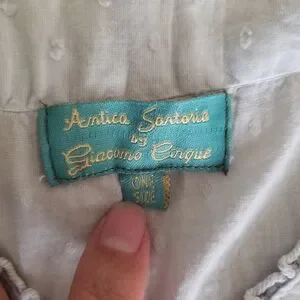 Antica Sartoria
by
Giacomo Cinque
ONE
SIZE